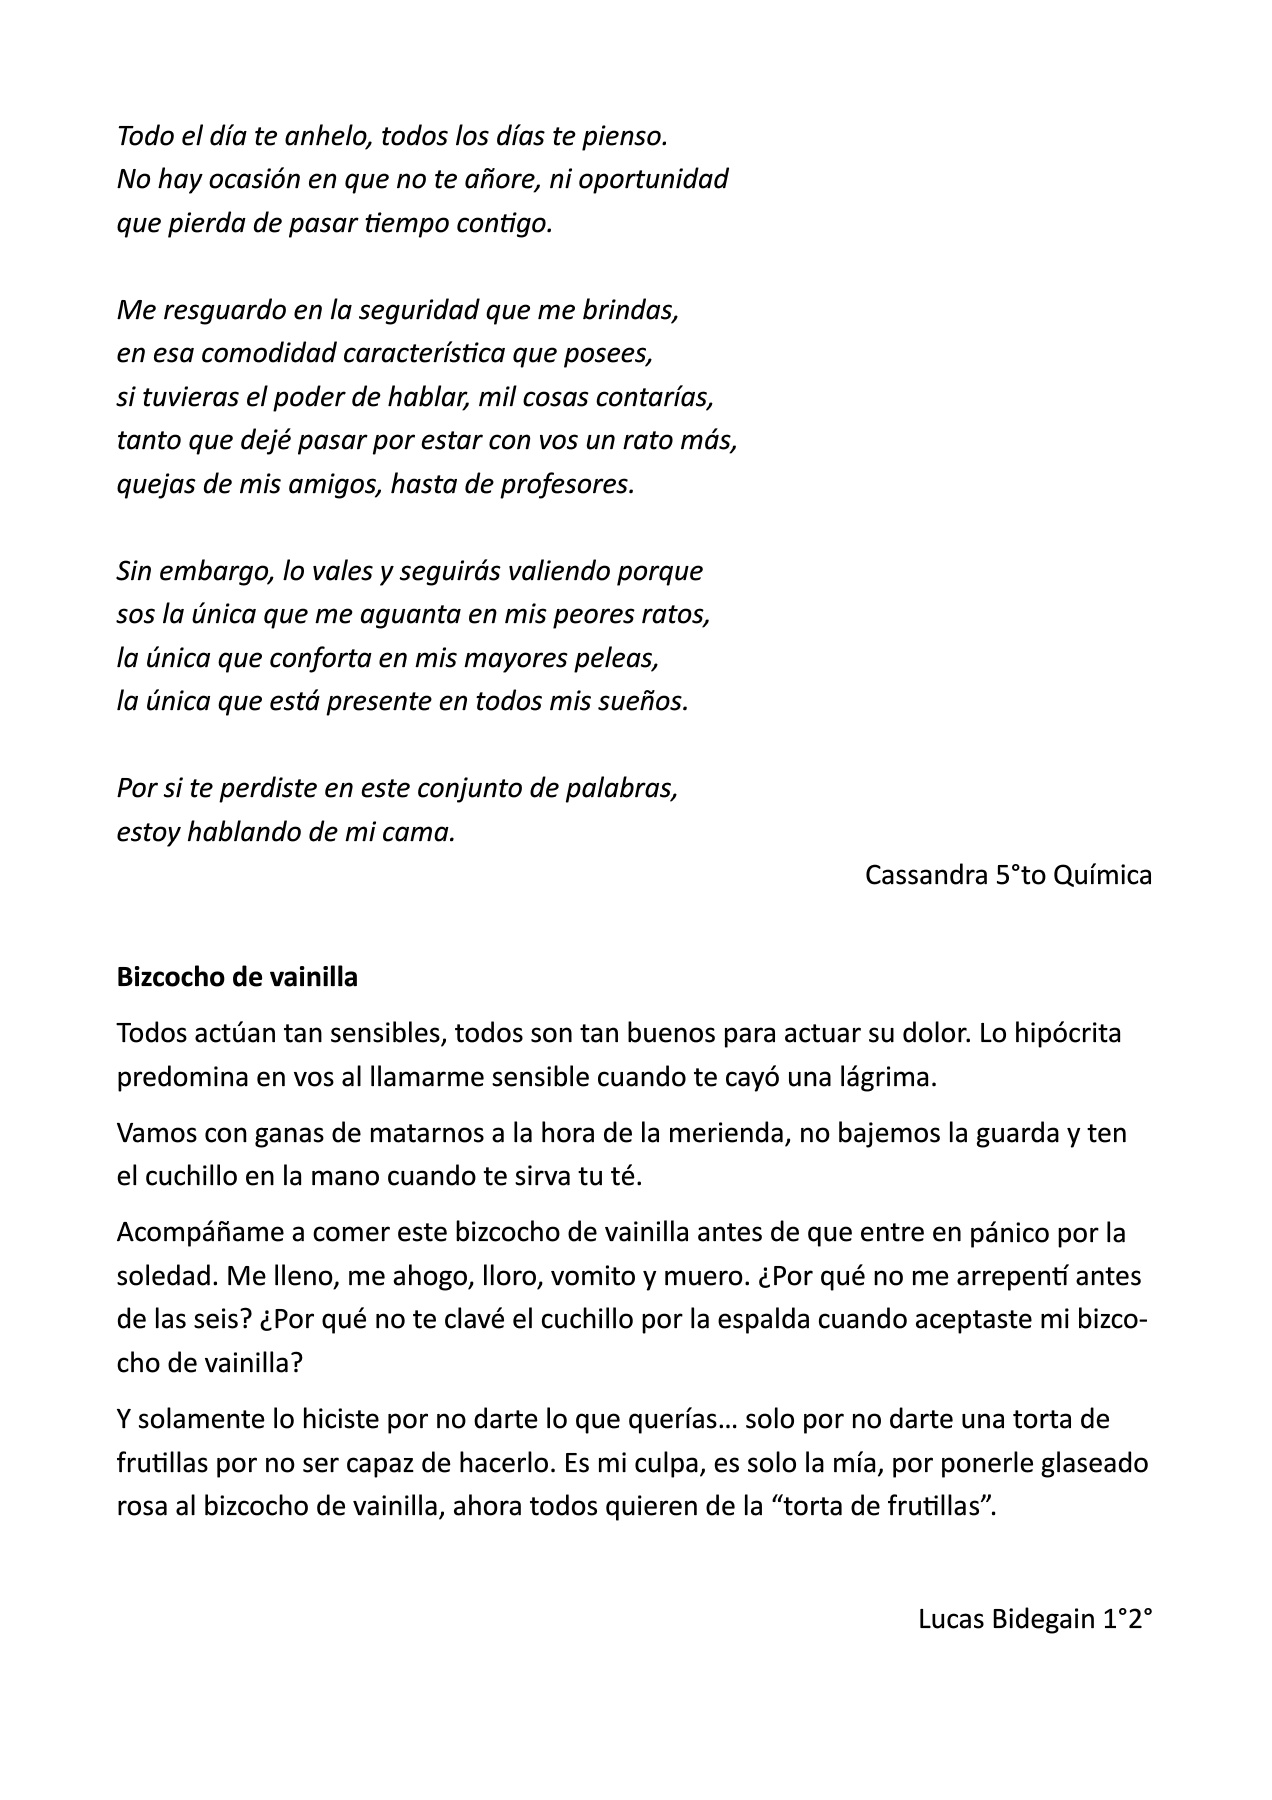 Todo el día te anhelo, todos los días te pienso.
No hay ocasión en que no te añore, ni oportunidad
que pierda de pasar tiempo contigo.
Me resguardo en la seguridad que me brindas,
en esa comodidad característica que posees,
si tuvieras el poder de hablar, mil cosas contarías,
tanto que dejé pasar por estar con vos un rato más,
quejas de mis amigos, hasta de profesores.
Sin embargo, lo vales y seguirás valiendo porque
sos la única que me aguanta en mis peores ratos,
la única que conforta en mis mayores peleas,
la única que está presente en todos mis sueños.
Por si te perdiste en este conjunto de palabras,
estoy hablando de mi cama.
Cassandra 5°to Química
Bizcocho de vainilla
Todos actúan tan sensibles, todos son tan buenos para actuar su dolor. Lo hipócrita
predomina en vos al llamarme sensible cuando te cayó una lágrima.
Vamos con ganas de matarnos a la hora de la merienda, no bajemos la guarda y ten
el cuchillo en la mano cuando te sirva tu té.
Acompáñame a comer este bizcocho de vainilla antes de que entre en pánico por la
soledad. Me lleno, me ahogo, lloro, vomito y muero. ¿Por qué no me arrepentí antes
de las seis? ¿Por qué no te clavé el cuchillo por la espalda cuando aceptaste mi bizco-
cho de vainilla?
Y solamente lo hiciste por no darte lo que querías... solo por no darte una torta de
frutillas por no ser capaz de hacerlo. Es mi culpa, es solo la mía, por ponerle glaseado
rosa al bizcocho de vainilla, ahora todos quieren de la “torta de frutillas”.
Lucas Bidegain 1°2°